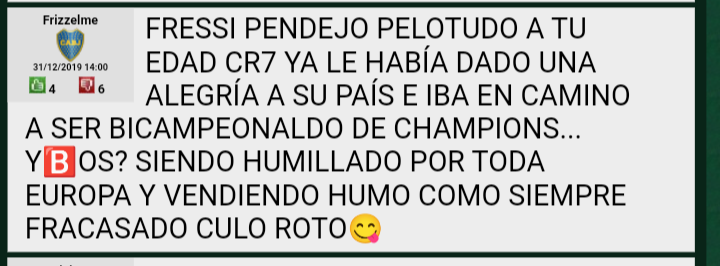 Frizzelme
CABJ
31/12/2019 14:00
4 6
FRESSI PENDEJO PELOTUDO A TU
EDAD CR7 YA LE HABÍA DADO UNA
ALEGRÍA A SU PAÍS E IBA EN CAMINO
A SER BICAMPEONALDO DE CHAMPIONS...
Y🅱OS? SIENDO HUMILLADO POR TODA
EUROPA Y VENDIENDO HUMO COMO SIEMPRE
FRACASADO CULO ROTO😋